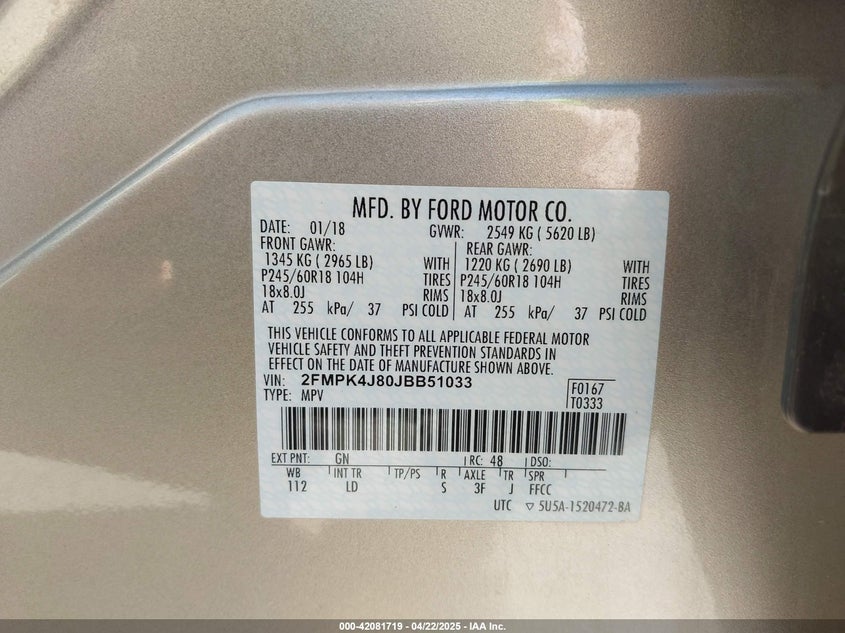 MFD. BY FORD MOTOR CO.
DATE: 01/18 GVWR: 2549 KG ( 5620 LB)
FRONT GAWR: REAR GAWR:
1345 KG ( 2965 LB) WITH 1220 KG ( 2690 LB) WITH
P245/60R18 104H TIRES P245/60R18 104H TIRES
18x8.0J RIMS 18x8.0J RIMS
AT 255 kPa/ 37 PSI COLD AT 255 kPa/ 37 PSI COLD
THIS VEHICLE CONFORMS TO ALL APPLICABLE FEDERAL MOTOR
VEHICLE SAFETY AND THEFT PREVENTION STANDARDS IN
EFFECT ON THE DATE OF MANUFACTURE SHOWN ABOVE.
VIN: 2FMPK4J80JBB51033 F0167
TYPE: MPV T0333
EXT PNT: GN RC: 48 DSO:
WB INT TR TP/PS R AXLE TR SPR
112 LD S 3F J FFCC
UTC ▽ 5U5A-1520472-BA
000-42081719 - 04/22/2025 - IAA Inc.